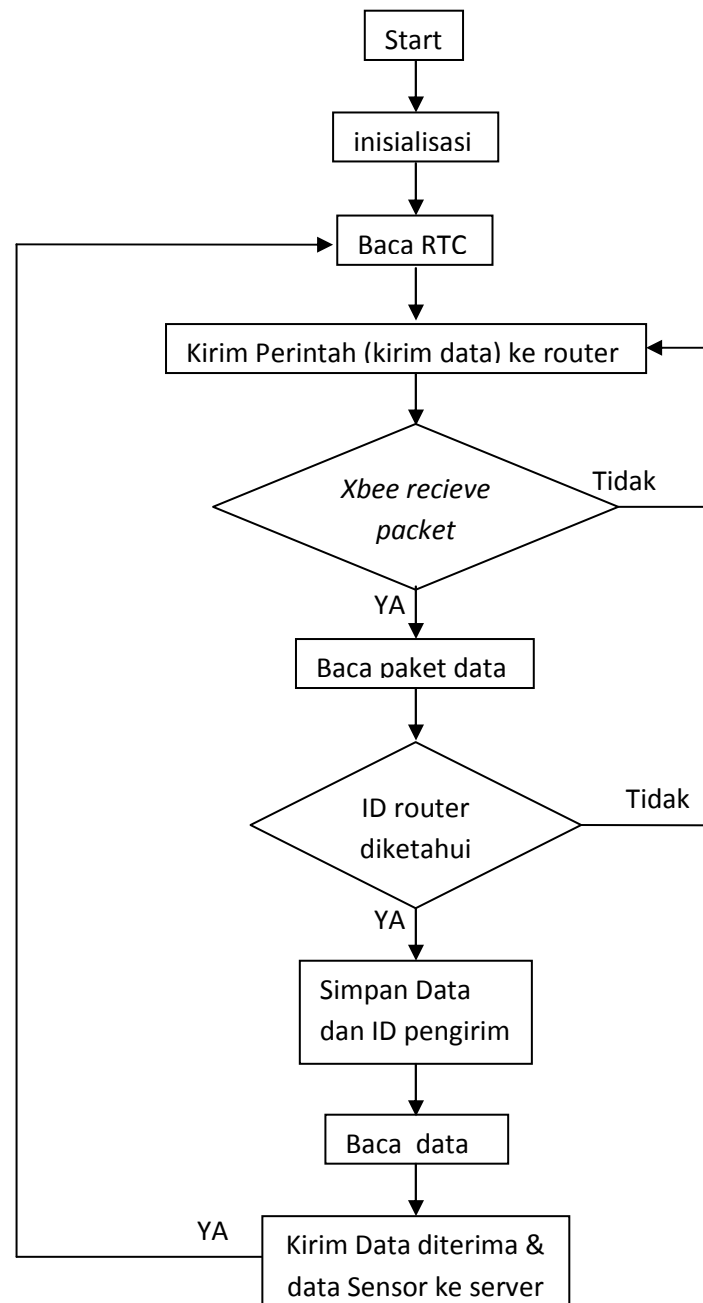 Start
inisialisasi
Baca RTC
Kirim Perintah (kirim data) ke router
Xbee recieve
packet
Tidak
YA
Baca paket data
ID router
diketahui
Tidak
YA
Simpan Data
dan ID pengirim
Baca data
YA
Kirim Data diterima &
data Sensor ke server